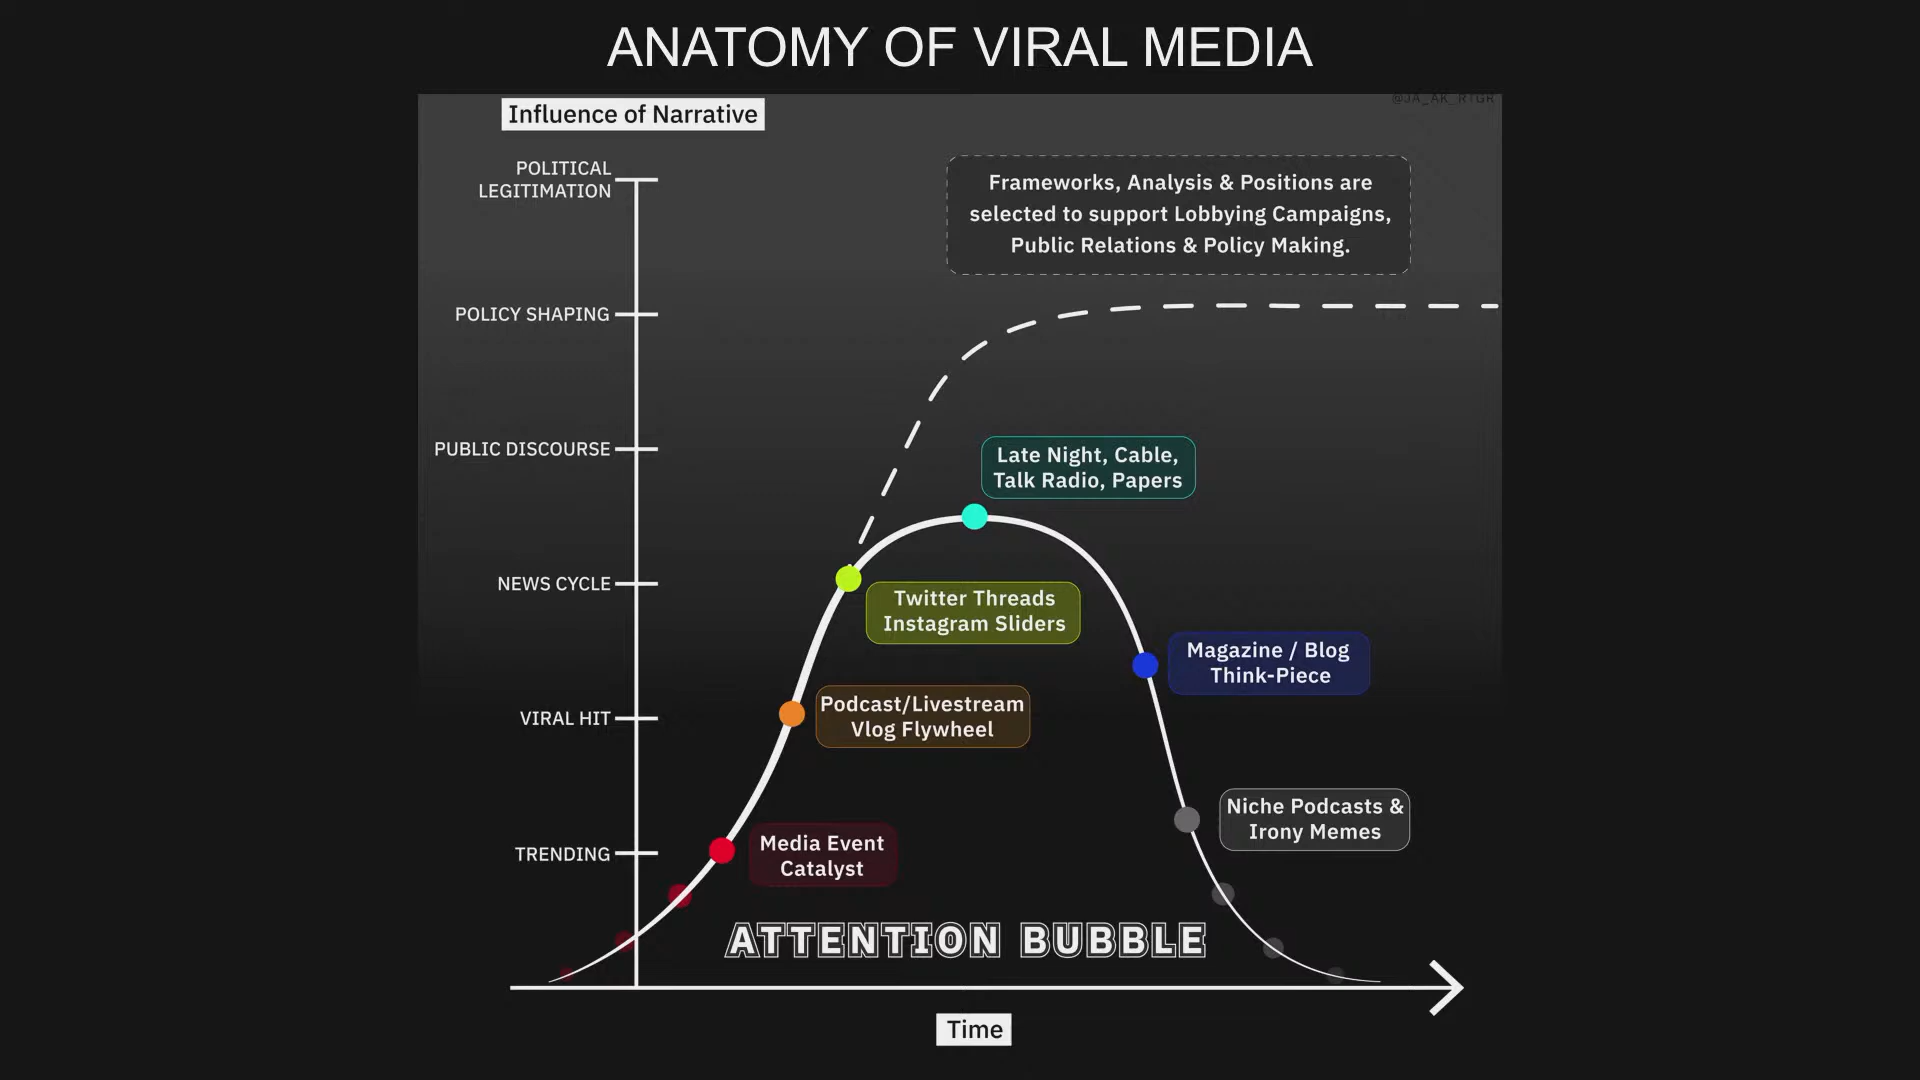 ANATOMY OF VIRAL MEDIA
@JA_AK_RTGR
Influence of Narrative
POLITICAL
LEGITIMATION
Frameworks, Analysis & Positions are
selected to support Lobbying Campaigns,
Public Relations & Policy Making.
POLICY SHAPING
PUBLIC DISCOURSE
Late Night, Cable,
Talk Radio, Papers
NEWS CYCLE
Twitter Threads
Instagram Sliders
Magazine / Blog
Think-Piece
Podcast/Livestream
Vlog Flywheel
VIRAL HIT
Niche Podcasts &
Irony Memes
Media Event
Catalyst
TRENDING
ATTENTION BUBBLE
Time